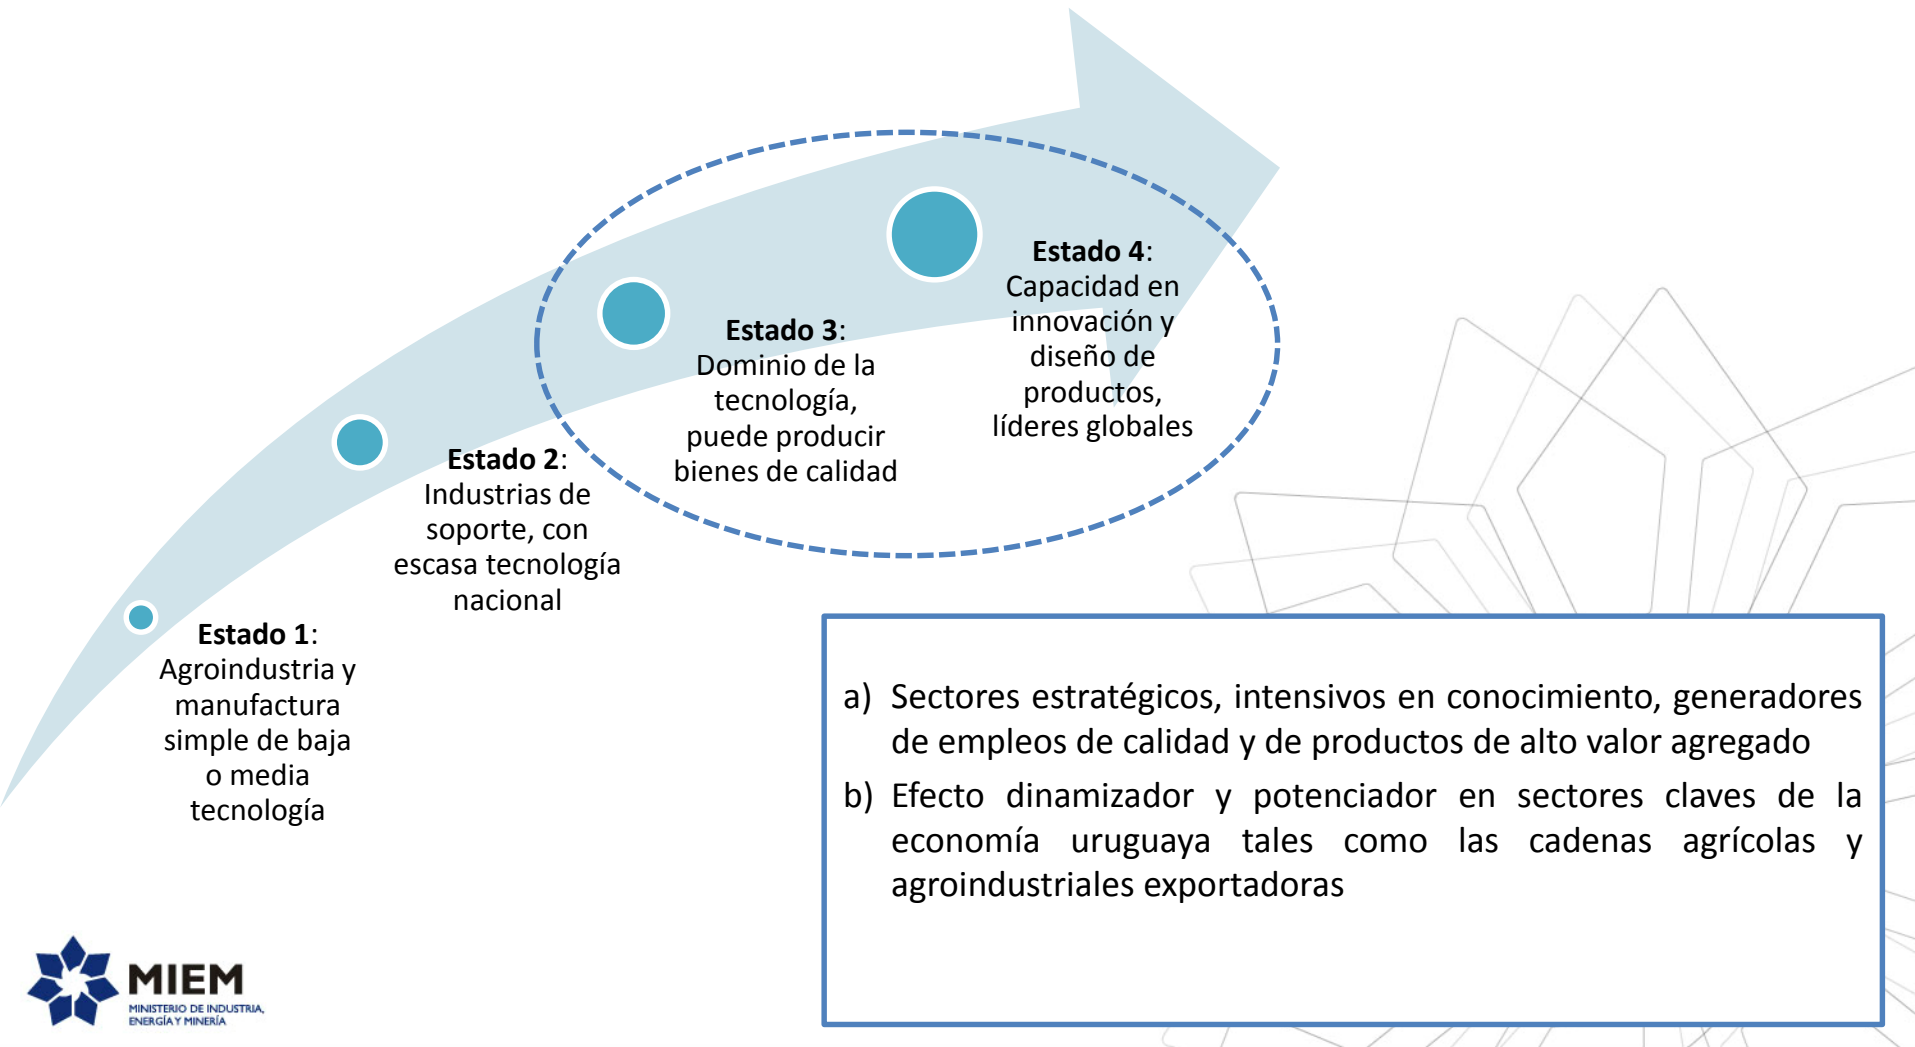 Estado 1:
Agroindustria y
manufactura
simple de baja
o media
tecnología
Estado 2:
Industrias de
soporte, con
escasa tecnología
nacional
Estado 3:
Dominio de la
tecnología,
puede producir
bienes de calidad
Estado 4:
Capacidad en
innovación y
diseño de
productos,
líderes globales
a) Sectores estratégicos, intensivos en conocimiento, generadores
de empleos de calidad y de productos de alto valor agregado
b) Efecto dinamizador y potenciador en sectores claves de la
economía uruguaya tales como las cadenas agrícolas y
agroindustriales exportadoras
MIEM
MINISTERIO DE INDUSTRIA,
ENERGÍA Y MINERÍA